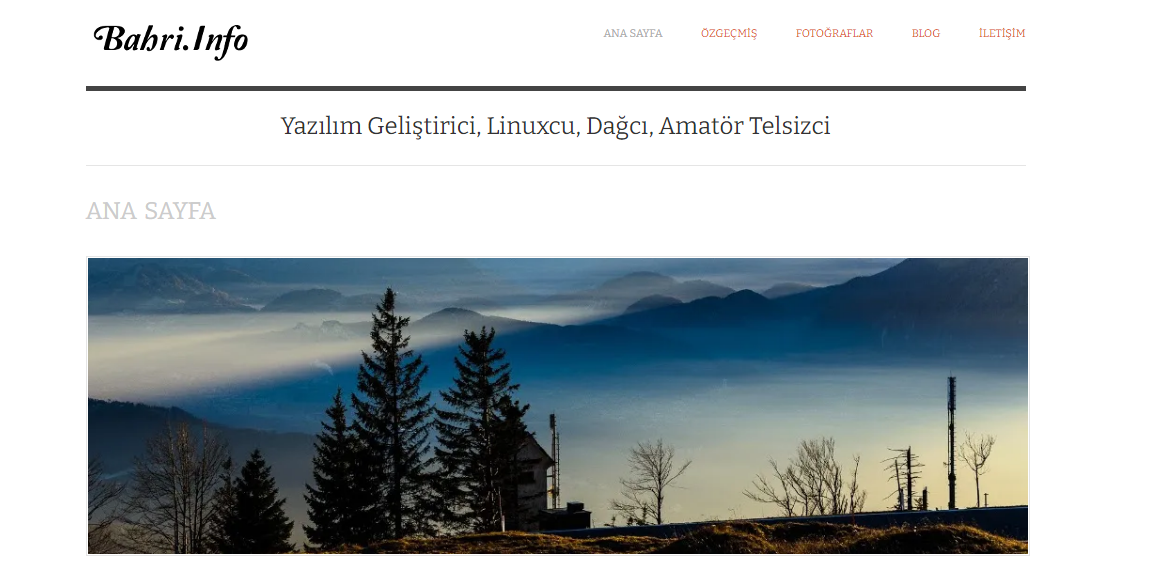 Bahri.Info
ANA SAYFA ÖZGEÇMİŞ FOTOĞRAFLAR BLOG İLETİŞİM
Yazılım Geliştirici, Linuxcu, Dağcı, Amatör Telsizci
ANA SAYFA